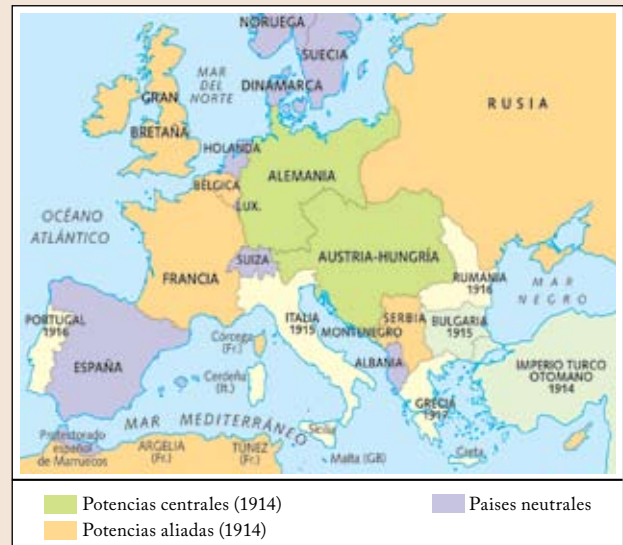 NORUEGA
SUECIA
MAR
DEL
NORTE
DINAMARCA
GRAN
BRETAÑA
RUSIA
HOLANDA
ALEMANIA
BÉLGICA
LUX.
OCÉANO
ATLÁNTICO
SUIZA
AUSTRIA-HUNGRÍA
FRANCIA
RUMANIA
1916
MAR
NEGRO
ITALIA
1915
SERBIA
MONTENEGRO
BULGARIA
1915
PORTUGAL
1916
ESPAÑA
Córcega
(Fr.)
ALBANIA
IMPERIO TURCO
OTOMANO
1914
Cerdeña
(It.)
GRECIA
1917
MAR MEDITERRÁNEO
Sicilia
Creta
Protectorado
español
de Marruecos
ARGELIA
(Fr.)
TÚNEZ
(Fr.)
Malta (GB)
Potencias centrales (1914)
Paises neutrales
Potencias aliadas (1914)